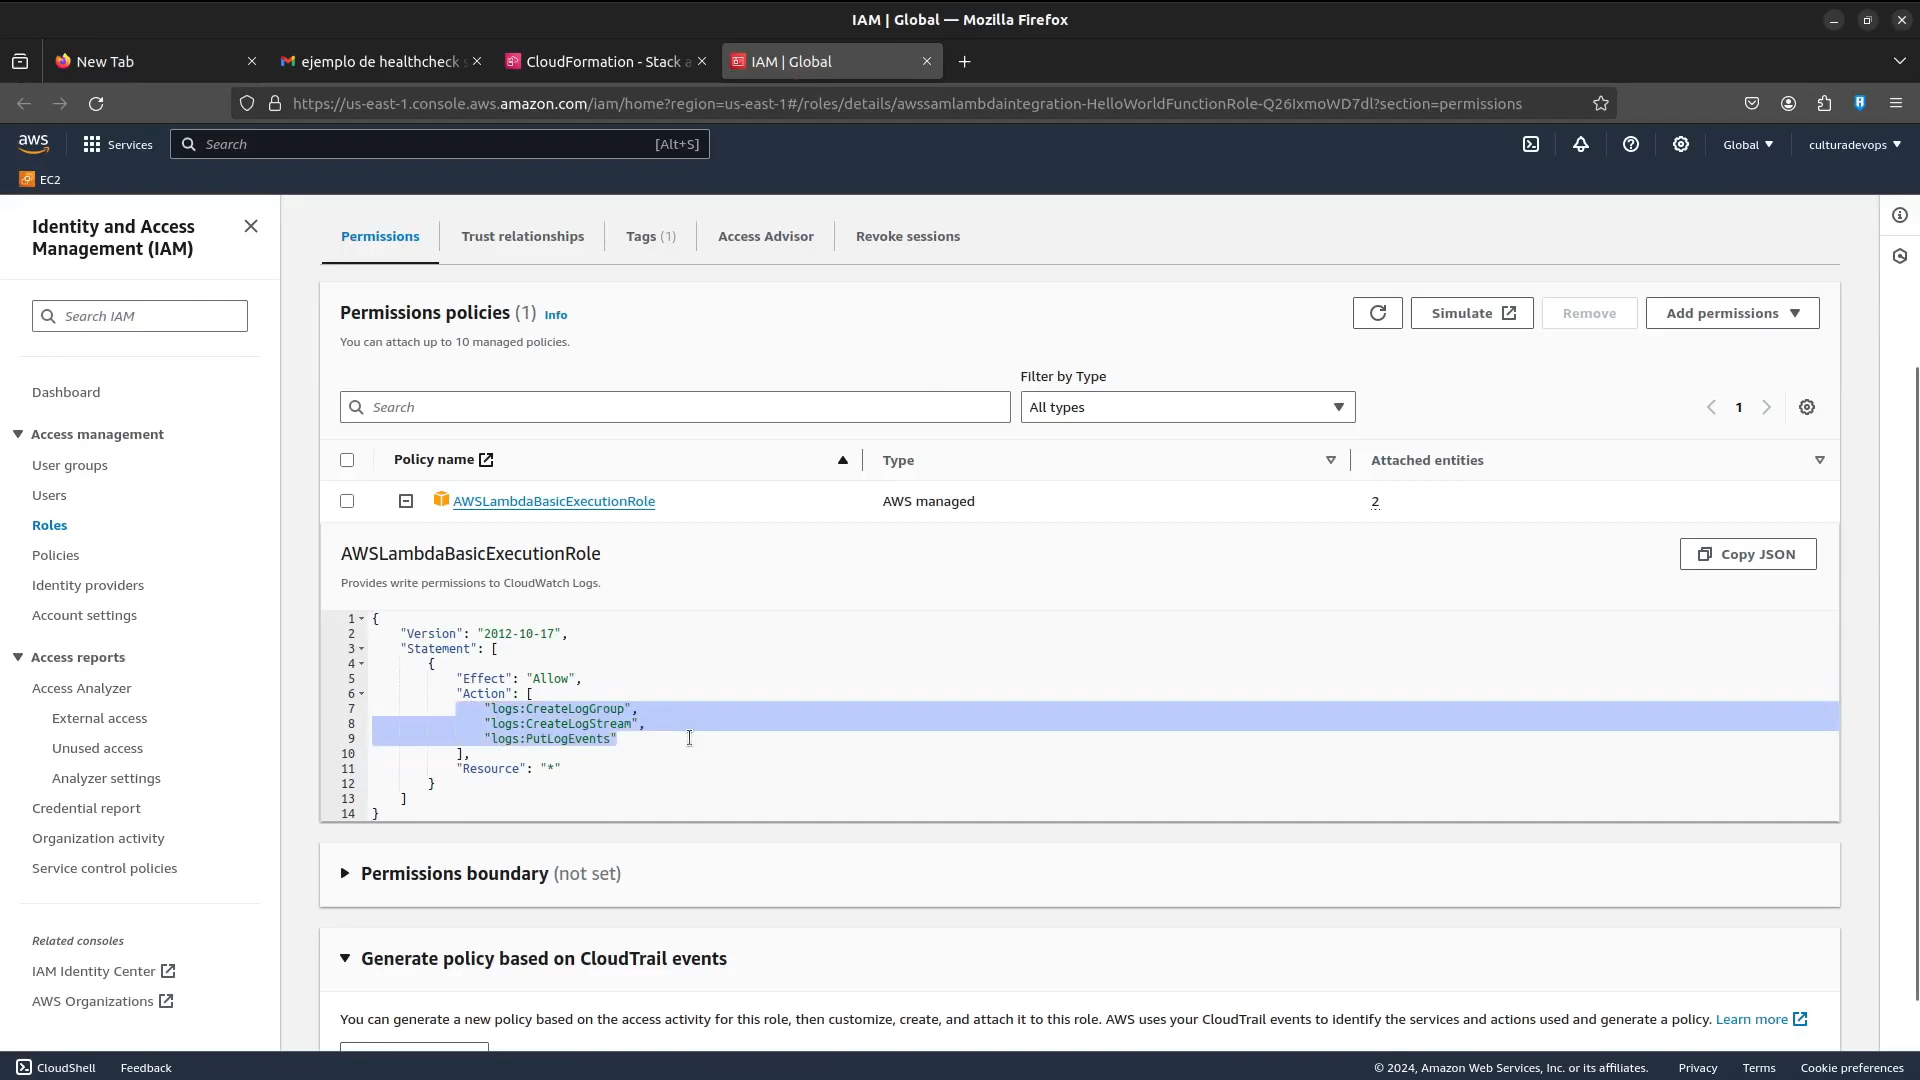 IAM | Global — Mozilla Firefox
New Tab
ejemplo de healthcheck
CloudFormation - Stack
IAM | Global
https://us-east-1.console.aws.amazon.com/iam/home?region=us-east-1#/roles/details/awssamlambdaintegration-HelloWorldFunctionRole-Q26IxmoWD7dl?section=permissions
aws
Services
Search
[Alt+S]
Global
culturadevops
EC2
Identity and Access
Management (IAM)
Search IAM
Dashboard
Access management
User groups
Users
Roles
Policies
Identity providers
Account settings
Access reports
Access Analyzer
External access
Unused access
Analyzer settings
Credential report
Organization activity
Service control policies
Related consoles
IAM Identity Center
AWS Organizations
Permissions
Trust relationships
Tags (1)
Access Advisor
Revoke sessions
Permissions policies (1) Info
You can attach up to 10 managed policies.
Simulate
Remove
Add permissions
Filter by Type
Search
All types
1
Policy name
Type
Attached entities
AWSLambdaBasicExecutionRole
AWS managed
2
AWSLambdaBasicExecutionRole
Provides write permissions to CloudWatch Logs.
Copy JSON
1 {
2 "Version": "2012-10-17",
3 "Statement": [
4 {
5 "Effect": "Allow",
6 "Action": [
7 "logs:CreateLogGroup",
8 "logs:CreateLogStream",
9 "logs:PutLogEvents"
10 ],
11 "Resource": "*"
12 }
13 ]
14 }
Permissions boundary (not set)
Generate policy based on CloudTrail events
You can generate a new policy based on the access activity for this role, then customize, create, and attach it to this role. AWS uses your CloudTrail events to identify the services and actions used and generate a policy. Learn more
CloudShell
Feedback
© 2024, Amazon Web Services, Inc. or its affiliates.
Privacy
Terms
Cookie preferences